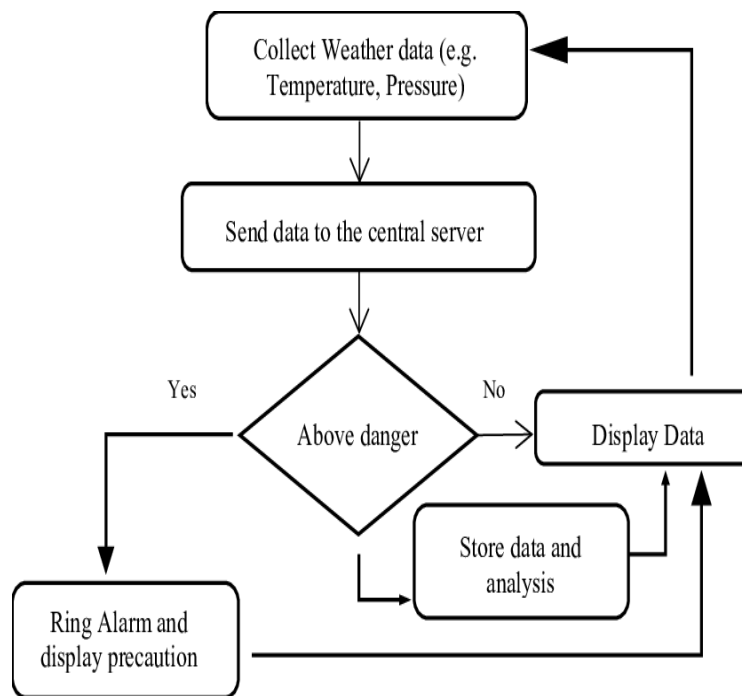 Collect Weather data (e.g.
Temperature, Pressure)
Send data to the central server
Yes
No
Above danger
Display Data
Store data and
analysis
Ring Alarm and
display precaution